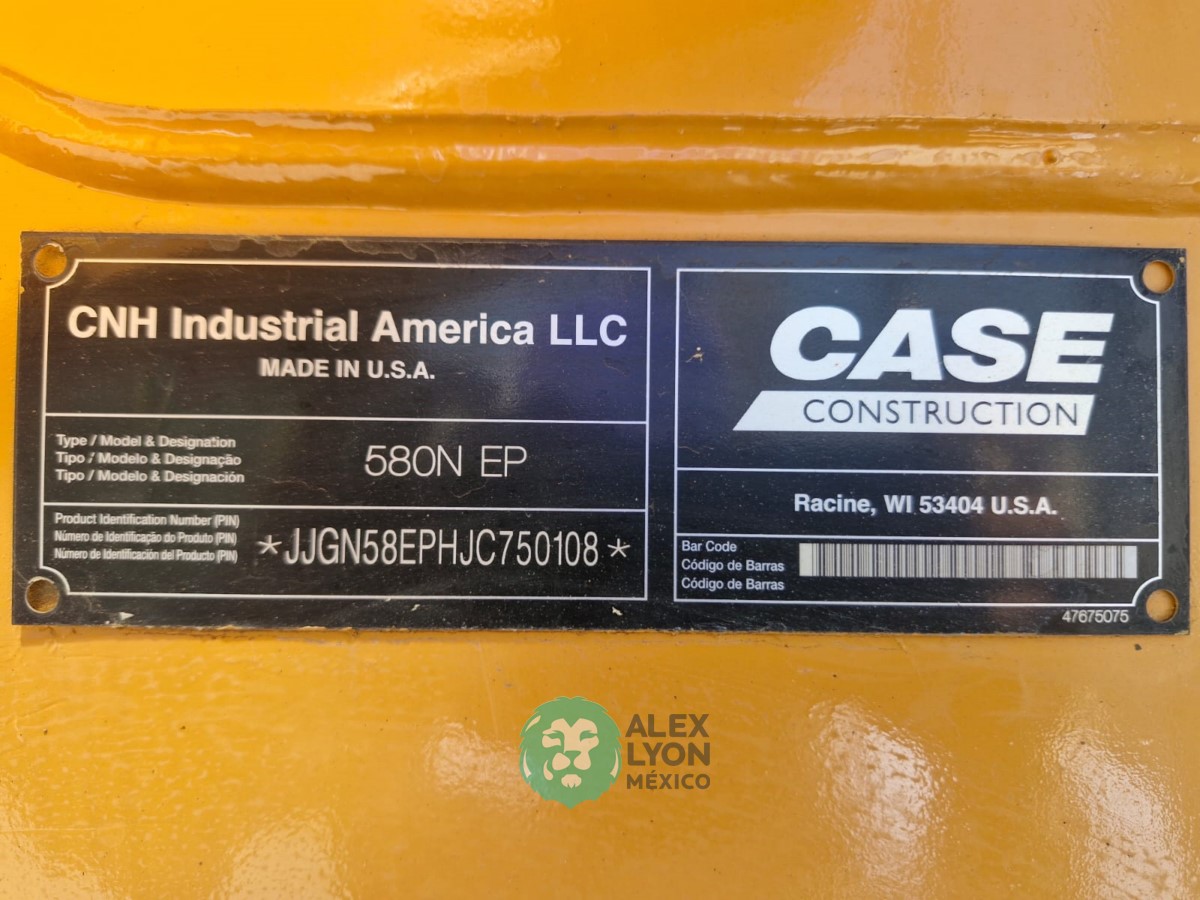 CNH Industrial America LLC
MADE IN U.S.A.
Type / Model & Designation
Tipo / Modelo & Designação
Tipo / Modelo & Designación
580N EP
Product Identification Number (PIN)
Número de Identificação do Produto (PIN)
Número de Identificación del Producto (PIN)
*JJGN58EPHJC750108*
CASE
CONSTRUCTION
Racine, WI 53404 U.S.A.
Bar Code
Código de Barras
Código de Barras
47675075
ALEX
LYON
MÉXICO